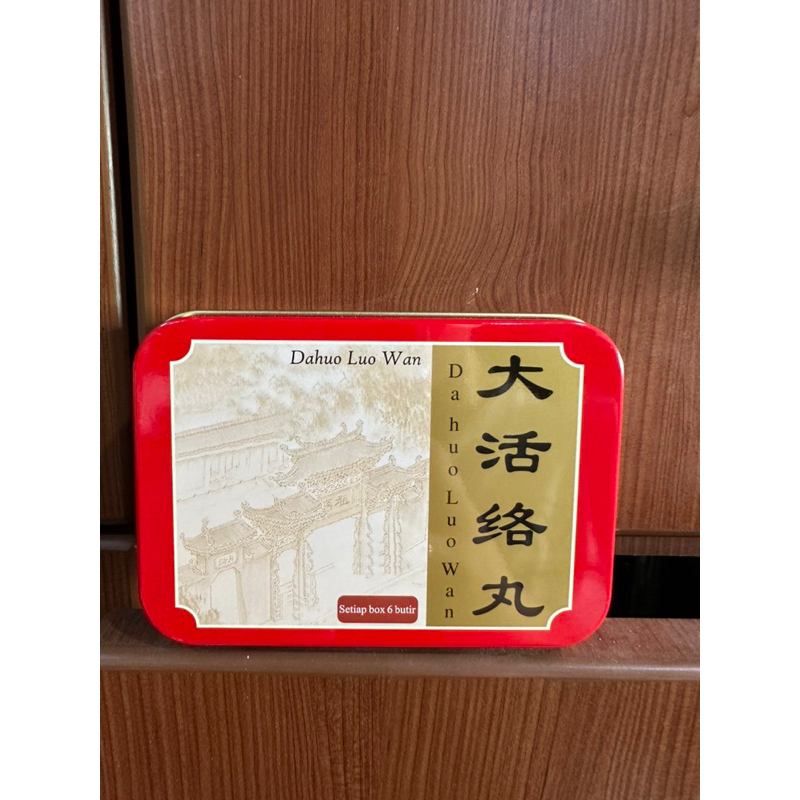 Dahuo Luo Wan
Da huo Luo Wan
大活络丸
Setiap box 6 butir